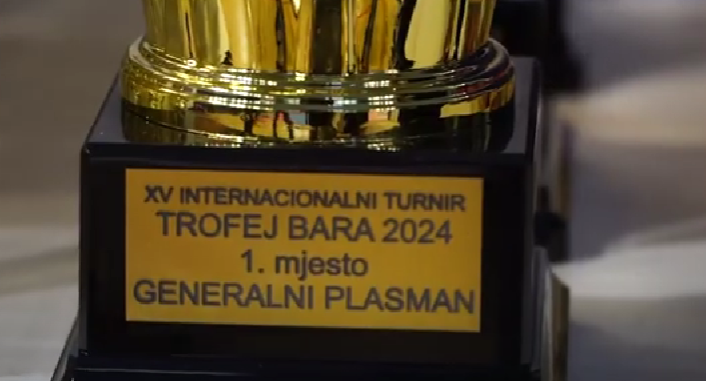 XV INTERNACIONALNI TURNIR
TROFEJ BARA 2024
1. mjesto
GENERALNI PLASMAN